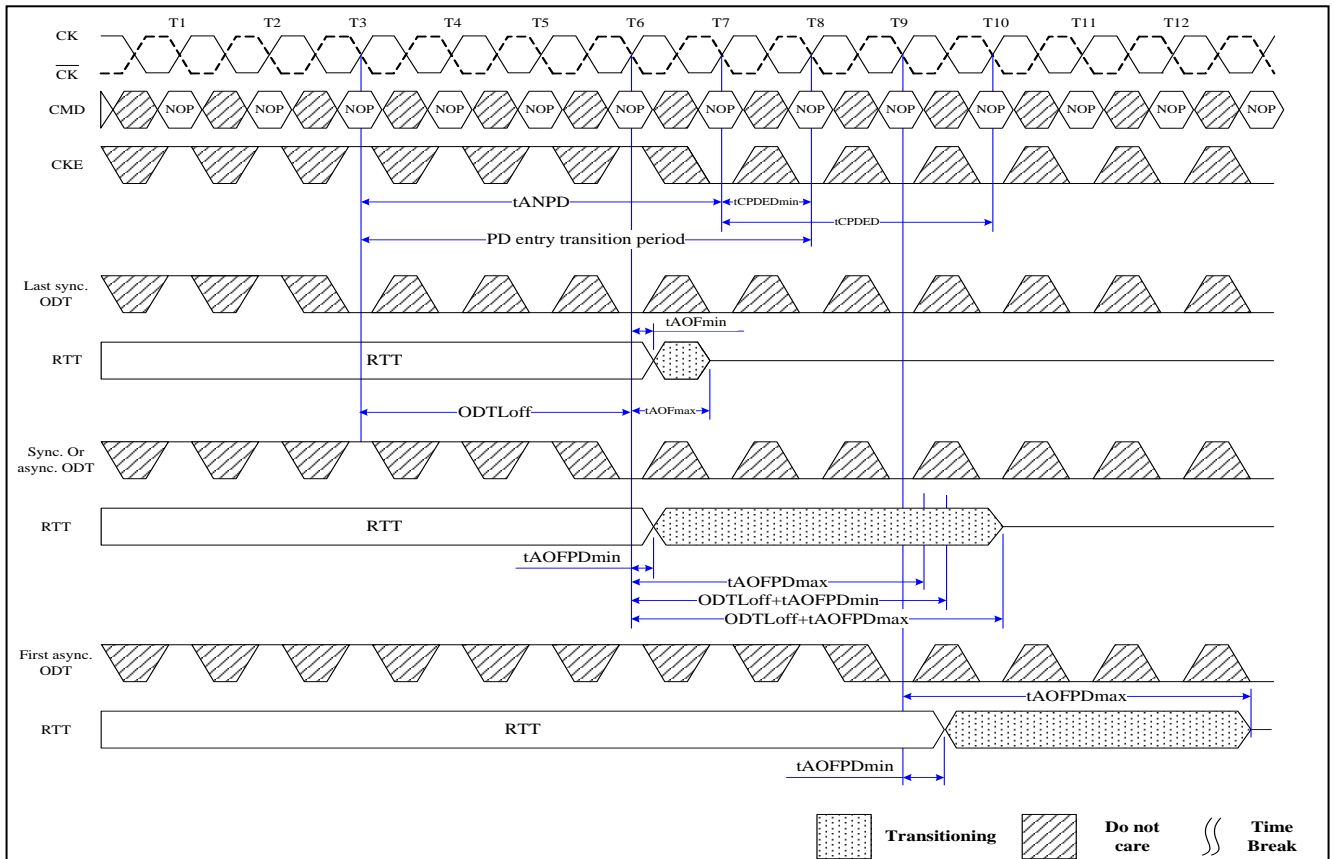 T1 T2 T3 T4 T5 T6 T7 T8 T9 T10 T11 T12
CK
CK
CMD NOP NOP NOP NOP NOP NOP NOP NOP NOP NOP NOP NOP NOP
CKE
tANPD tCPDEDmin
tCPDED
PD entry transition period
Last sync.
ODT
tAOFmin
RTT RTT
ODTLoff tAOFmax
Sync. Or
async. ODT
RTT RTT
tAOFPDmin
tAOFPDmax
ODTLoff+tAOFPDmin
ODTLoff+tAOFPDmax
First async.
ODT
tAOFPDmax
RTT RTT
tAOFPDmin
Transitioning
Do not
care
Time
Break